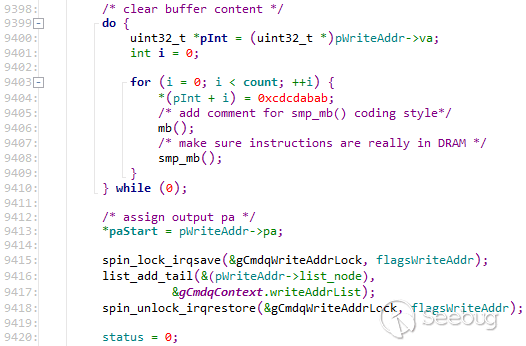 9398: /* clear buffer content */
9399: do {
9400: uint32_t *pInt = (uint32_t *)pWriteAddr->va;
9401: int i = 0;
9402:
9403: for (i = 0; i < count; ++i) {
9404: *(pInt + i) = 0xcdcdabab;
9405: /* add comment for smp_mb() coding style*/
9406: mb();
9407: /* make sure instructions are really in DRAM */
9408: smp_mb();
9409: }
9410: } while (0);
9411:
9412: /* assign output pa */
9413: *paStart = pWriteAddr->pa;
9414:
9415: spin_lock_irqsave(&gCmdqWriteAddrLock, flagsWriteAddr);
9416: list_add_tail(&(pWriteAddr->list_node),
9417: &gCmdqContext.writeAddrList);
9418: spin_unlock_irqrestore(&gCmdqWriteAddrLock, flagsWriteAddr);
9419:
9420: status = 0;
Seebug